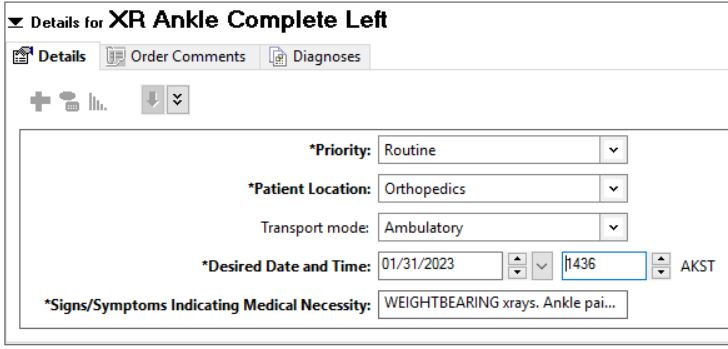 Details for XR Ankle Complete Left
Details Order Comments Diagnoses
*Priority: Routine
*Patient Location: Orthopedics
Transport mode: Ambulatory
*Desired Date and Time: 01/31/2023 1436 AKST
*Signs/Symptoms Indicating Medical Necessity: WEIGHTBEARING xrays. Ankle pai...